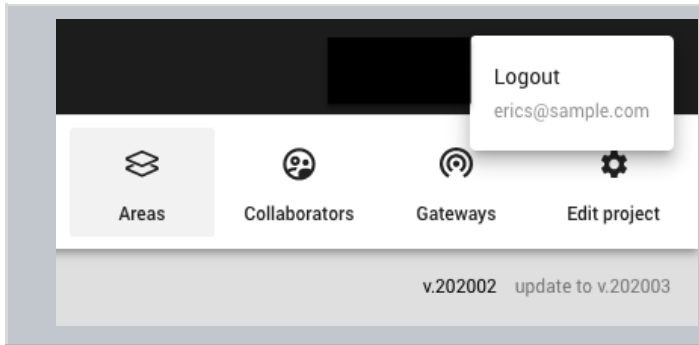 Logout
erics@sample.com
Areas Collaborators Gateways Edit project
v.202002 update to v.202003